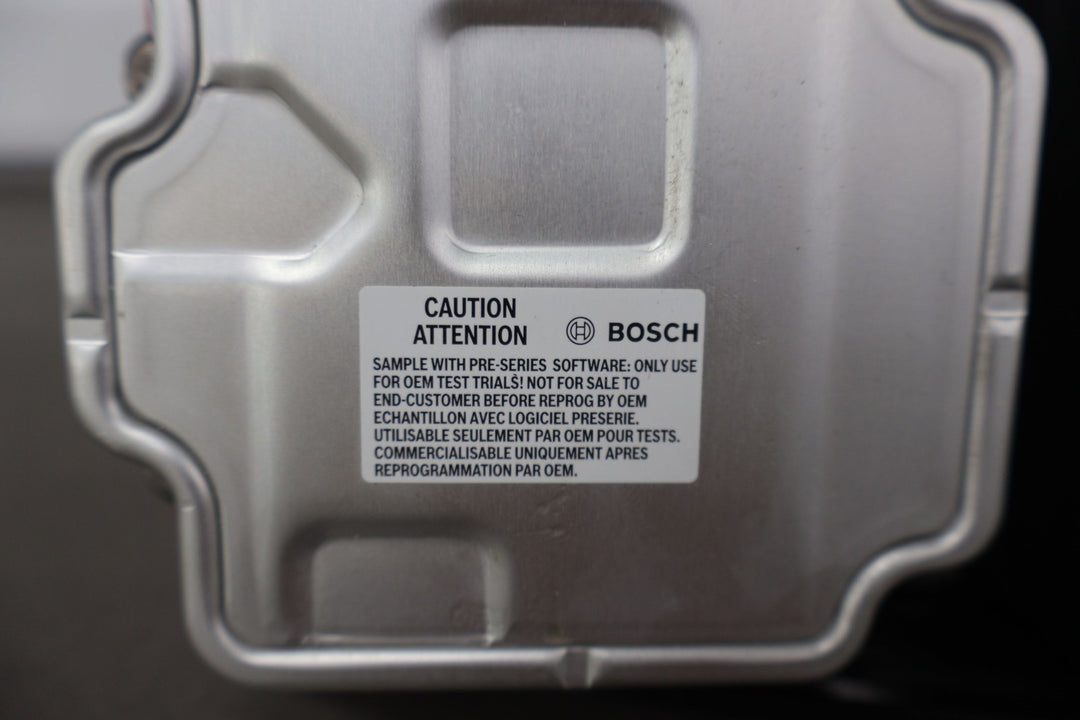 CAUTION
ATTENTION
BOSCH
SAMPLE WITH PRE-SERIES SOFTWARE: ONLY USE
FOR OEM TEST TRIALS! NOT FOR SALE TO
END-CUSTOMER BEFORE REPROG BY OEM
ECHANTILLON AVEC LOGICIEL PRESERIE.
UTILISABLE SEULEMENT PAR OEM POUR TESTS.
COMMERCIALISABLE UNIQUEMENT APRES
REPROGRAMMATION PAR OEM.